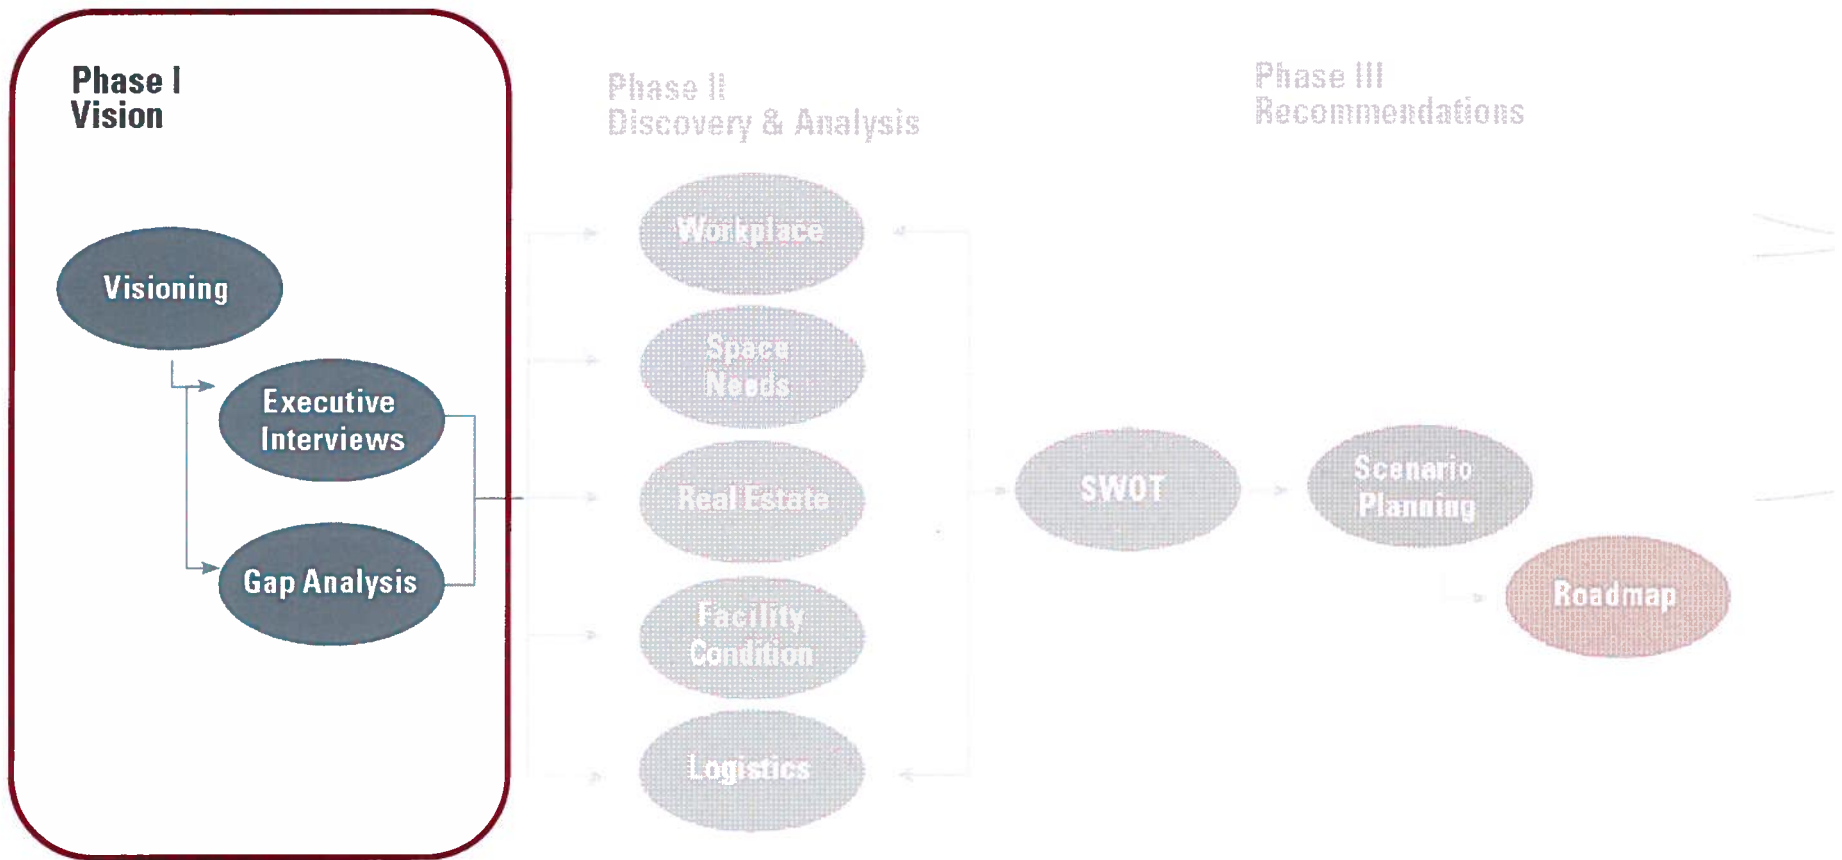 Phase I
Vision
Visioning
Executive
Interviews
Gap Analysis
Phase II
Discovery & Analysis
Workplace
Space
Needs
Real Estate
Facility
Condition
Logistics
SWOT
Phase III
Recommendations
Scenario
Planning
Roadmap